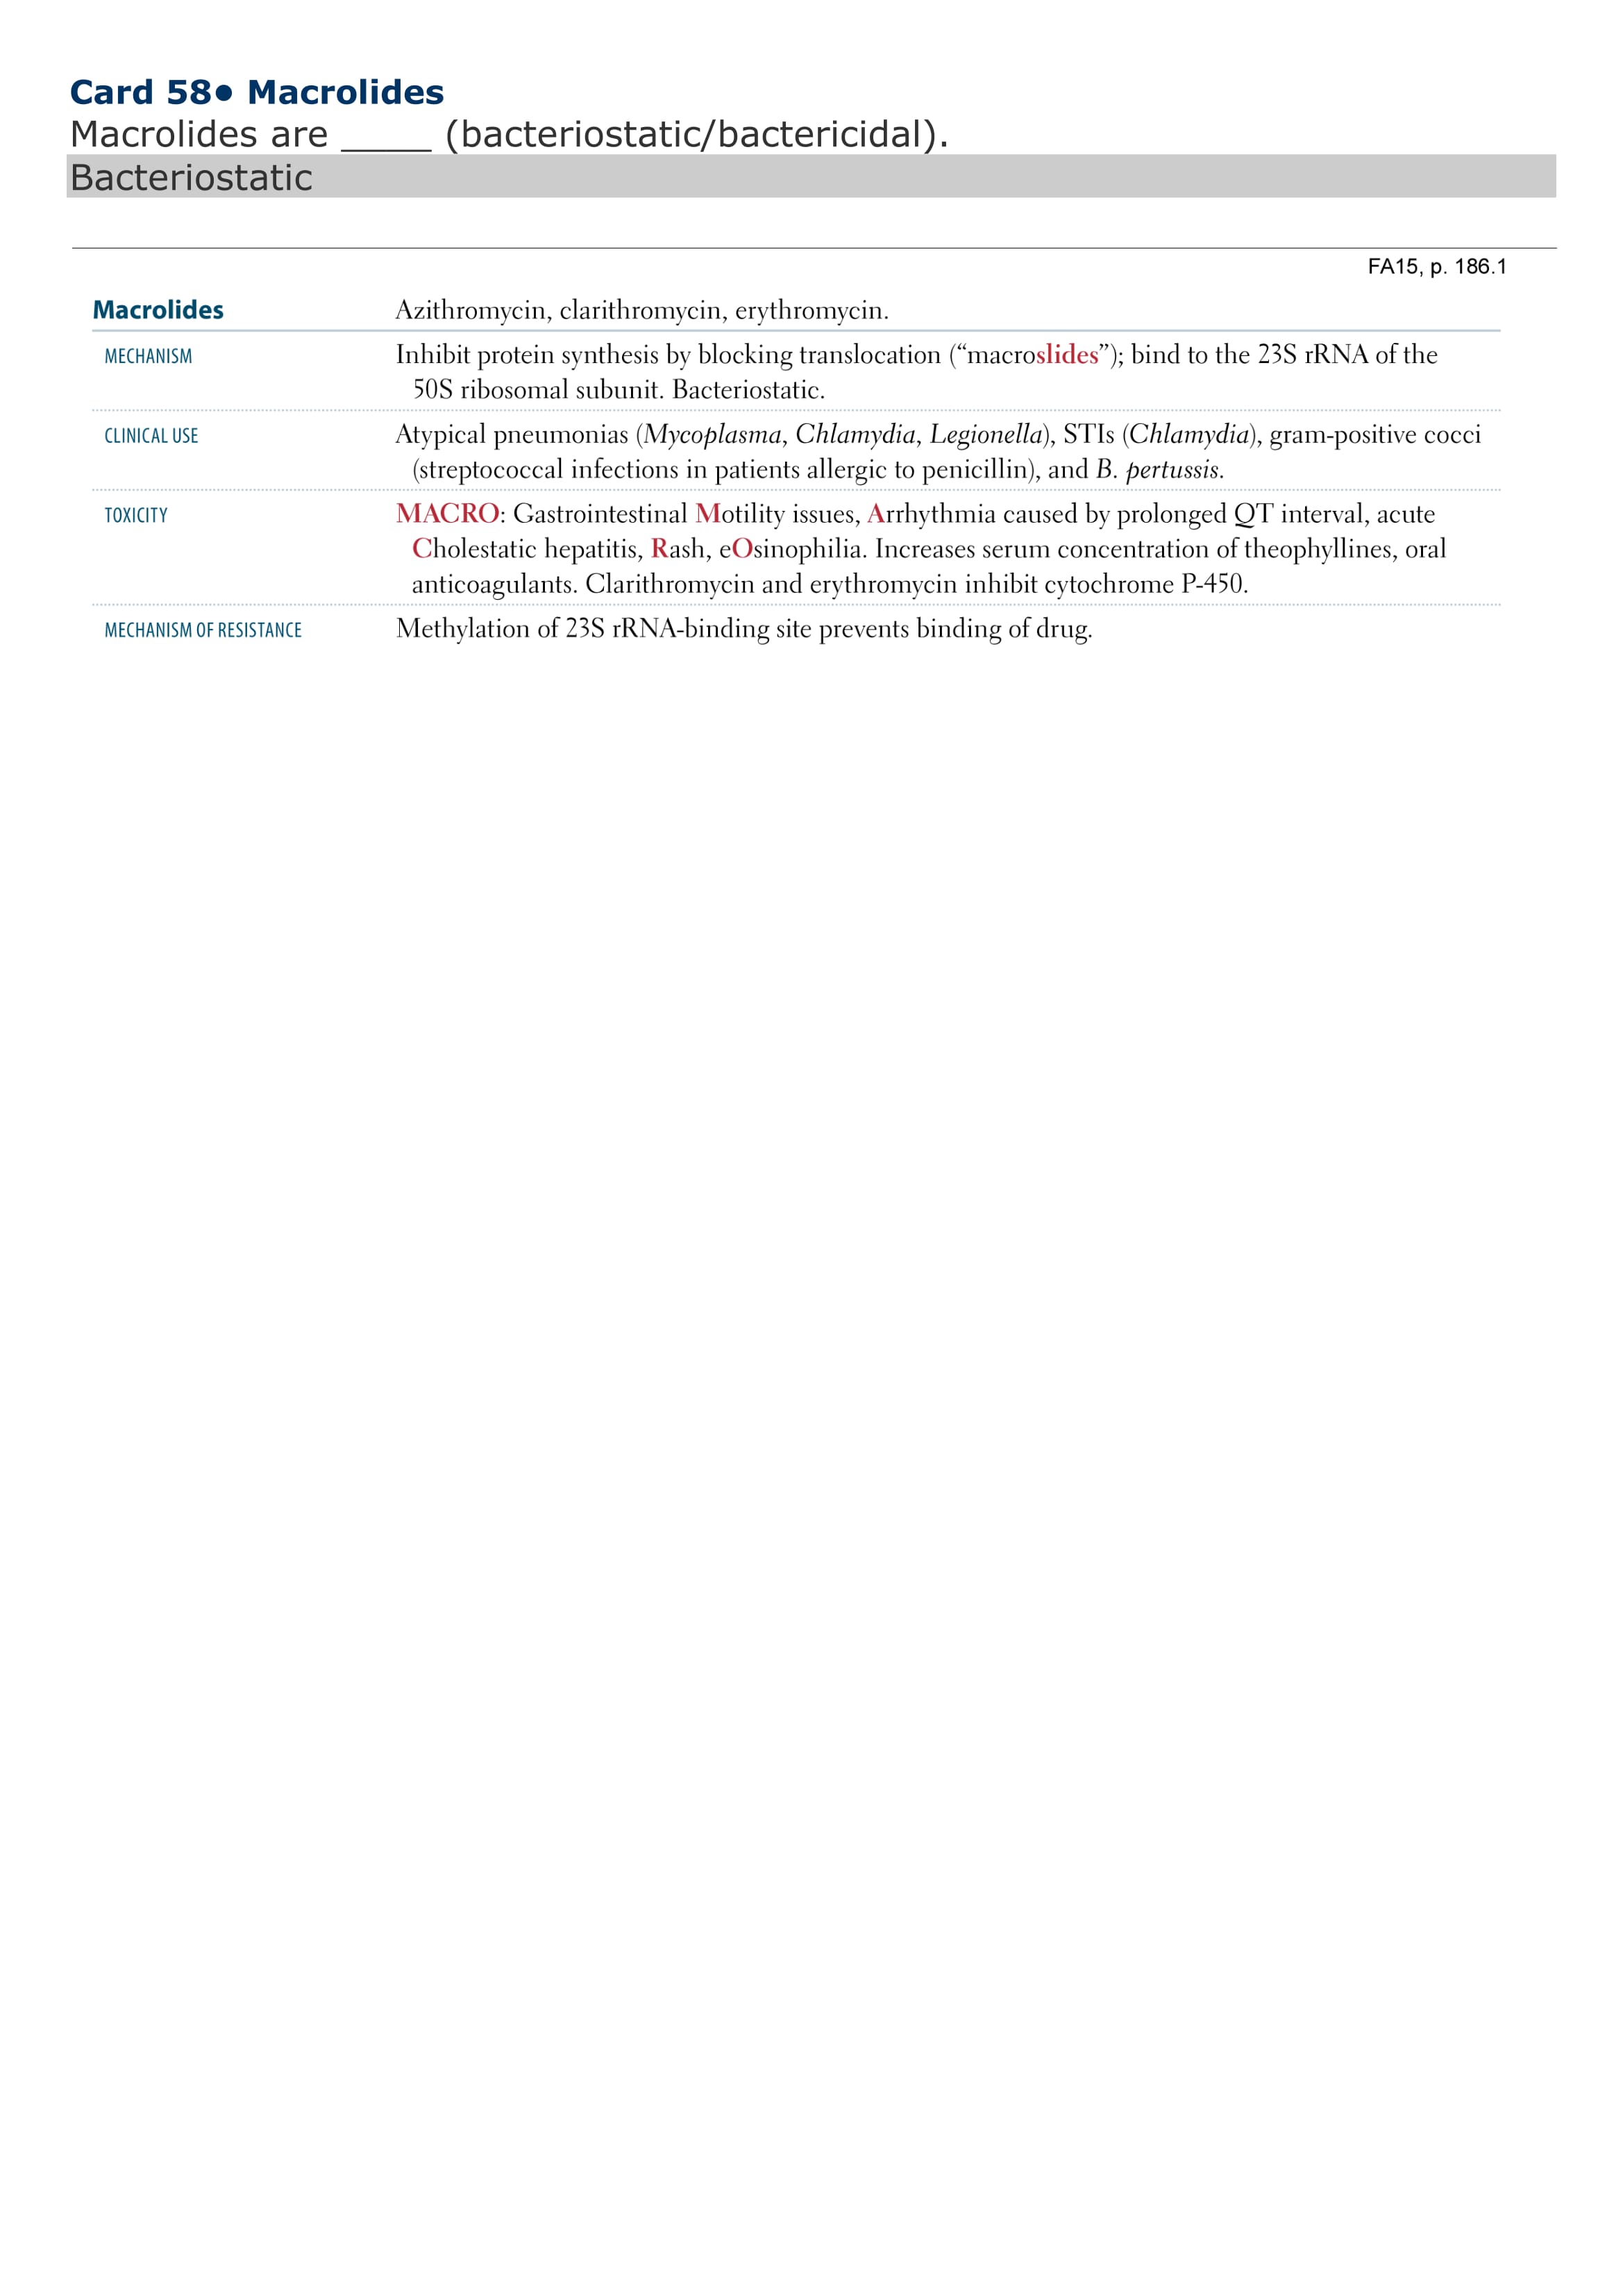 Card 58● Macrolides
Macrolides are _____ (bacteriostatic/bactericidal).
Bacteriostatic
FA15, p. 186.1
Macrolides Azithromycin, clarithromycin, erythromycin.
MECHANISM Inhibit protein synthesis by blocking translocation (“macroslides”); bind to the 23S rRNA of the
50S ribosomal subunit. Bacteriostatic.
CLINICAL USE Atypical pneumonias (Mycoplasma, Chlamydia, Legionella), STIs (Chlamydia), gram-positive cocci
(streptococcal infections in patients allergic to penicillin), and B. pertussis.
TOXICITY MACRO: Gastrointestinal Motility issues, Arrhythmia caused by prolonged QT interval, acute
Cholestatic hepatitis, Rash, eOsinophilia. Increases serum concentration of theophyllines, oral
anticoagulants. Clarithromycin and erythromycin inhibit cytochrome P-450.
MECHANISM OF RESISTANCE Methylation of 23S rRNA-binding site prevents binding of drug.